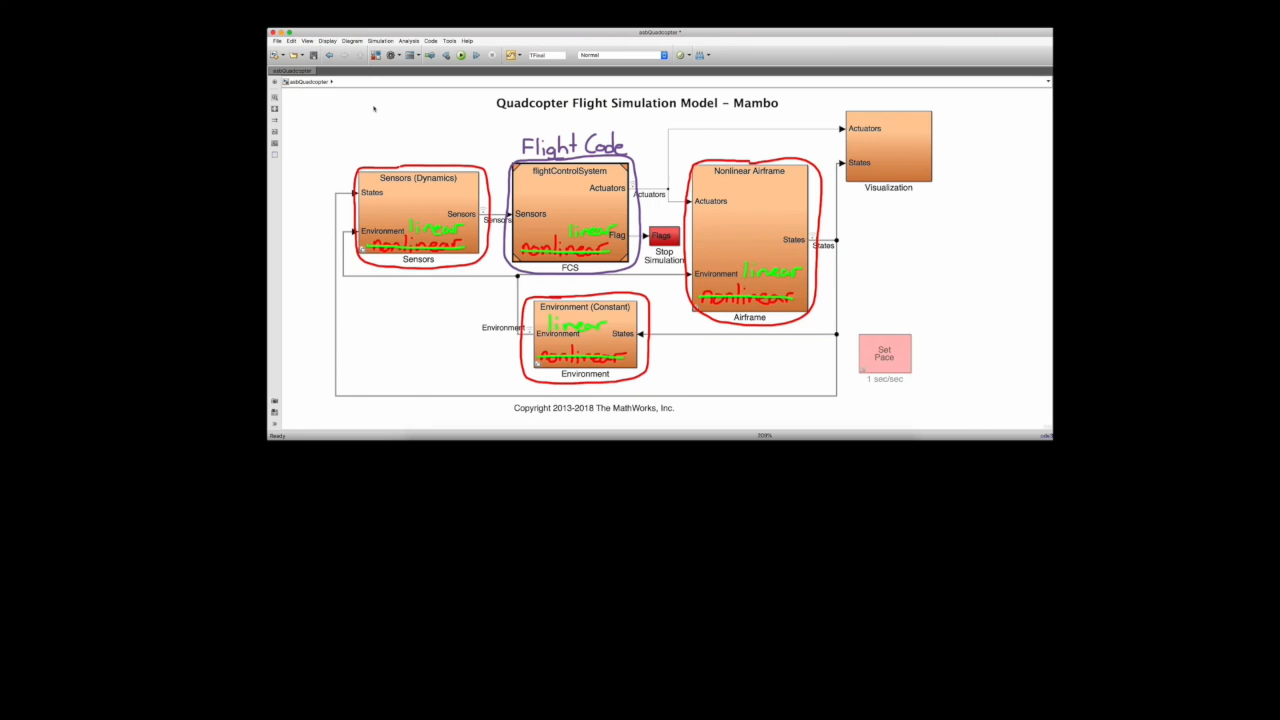 asbQuadcopter *
File Edit View Display Diagram Simulation Analysis Code Tools Help
TFinal
Normal
asbQuadcopter
asbQuadcopter
Quadcopter Flight Simulation Model – Mambo
Flight Code
Sensors (Dynamics)
States
Sensors
Environment
linear
nonlinear
Sensors
Sensors
flightControlSystem
Actuators
Sensors
Flag
linear
nonlinear
FCS
Actuators
Flags
Stop
Simulation
Nonlinear Airframe
Actuators
States
Environment
linear
nonlinear
Airframe
States
Actuators
States
Visualization
Environment (Constant)
linear
Environment
States
nonlinear
Environment
Environment
Set
Pace
1 sec/sec
Copyright 2013-2018 The MathWorks, Inc.
Ready